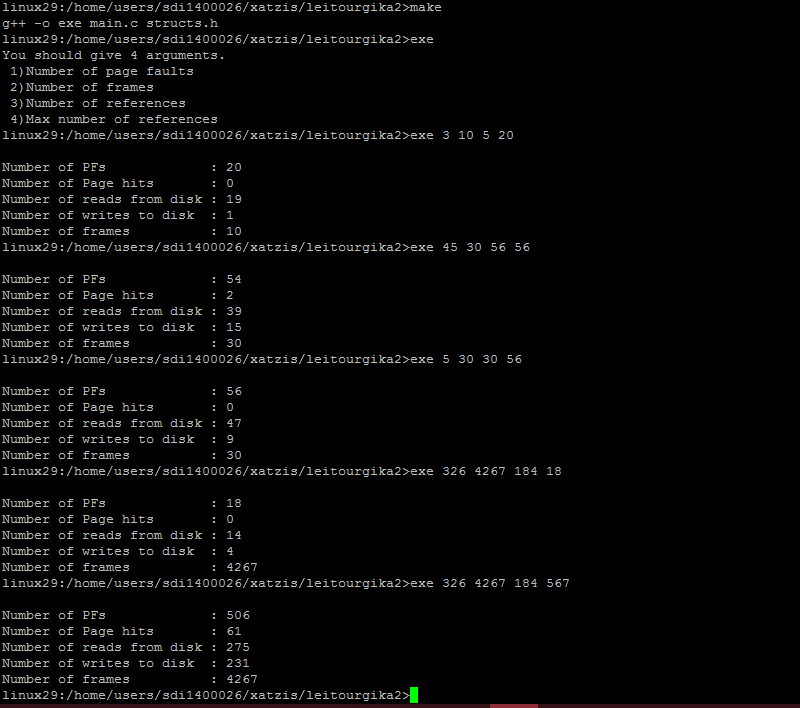 linux29:/home/users/sdi1400026/xatzis/leitourgika2>make
g++ -o exe main.c structs.h
linux29:/home/users/sdi1400026/xatzis/leitourgika2>exe
You should give 4 arguments.
 1)Number of page faults
 2)Number of frames
 3)Number of references
 4)Max number of references
linux29:/home/users/sdi1400026/xatzis/leitourgika2>exe 3 10 5 20

Number of PFs             : 20
Number of Page hits       : 0
Number of reads from disk : 19
Number of writes to disk  : 1
Number of frames          : 10
linux29:/home/users/sdi1400026/xatzis/leitourgika2>exe 45 30 56 56

Number of PFs             : 54
Number of Page hits       : 2
Number of reads from disk : 39
Number of writes to disk  : 15
Number of frames          : 30
linux29:/home/users/sdi1400026/xatzis/leitourgika2>exe 5 30 30 56

Number of PFs             : 56
Number of Page hits       : 0
Number of reads from disk : 47
Number of writes to disk  : 9
Number of frames          : 30
linux29:/home/users/sdi1400026/xatzis/leitourgika2>exe 326 4267 184 18

Number of PFs             : 18
Number of Page hits       : 0
Number of reads from disk : 14
Number of writes to disk  : 4
Number of frames          : 4267
linux29:/home/users/sdi1400026/xatzis/leitourgika2>exe 326 4267 184 567

Number of PFs             : 506
Number of Page hits       : 61
Number of reads from disk : 275
Number of writes to disk  : 231
Number of frames          : 4267
linux29:/home/users/sdi1400026/xatzis/leitourgika2>